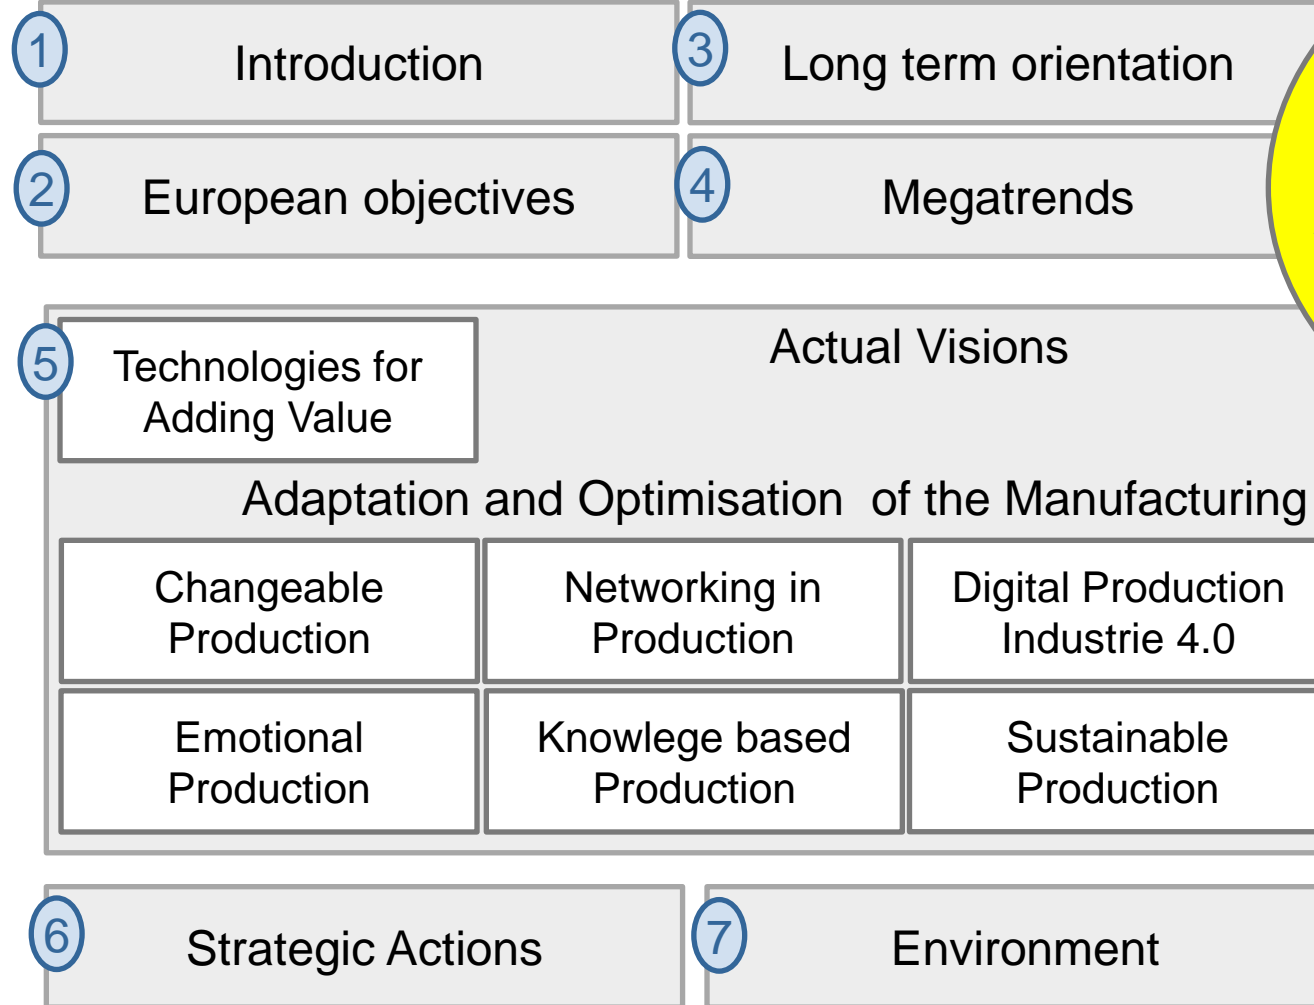 1
Introduction
3
Long term orientation
2
European objectives
4
Megatrends
5
Technologies for
Adding Value
Actual Visions
Adaptation and Optimisation  of the Manufacturing
Changeable
Production
Networking in
Production
Digital Production
Industrie 4.0
Emotional
Production
Knowlege based
Production
Sustainable
Production
6
Strategic Actions
7
Environment